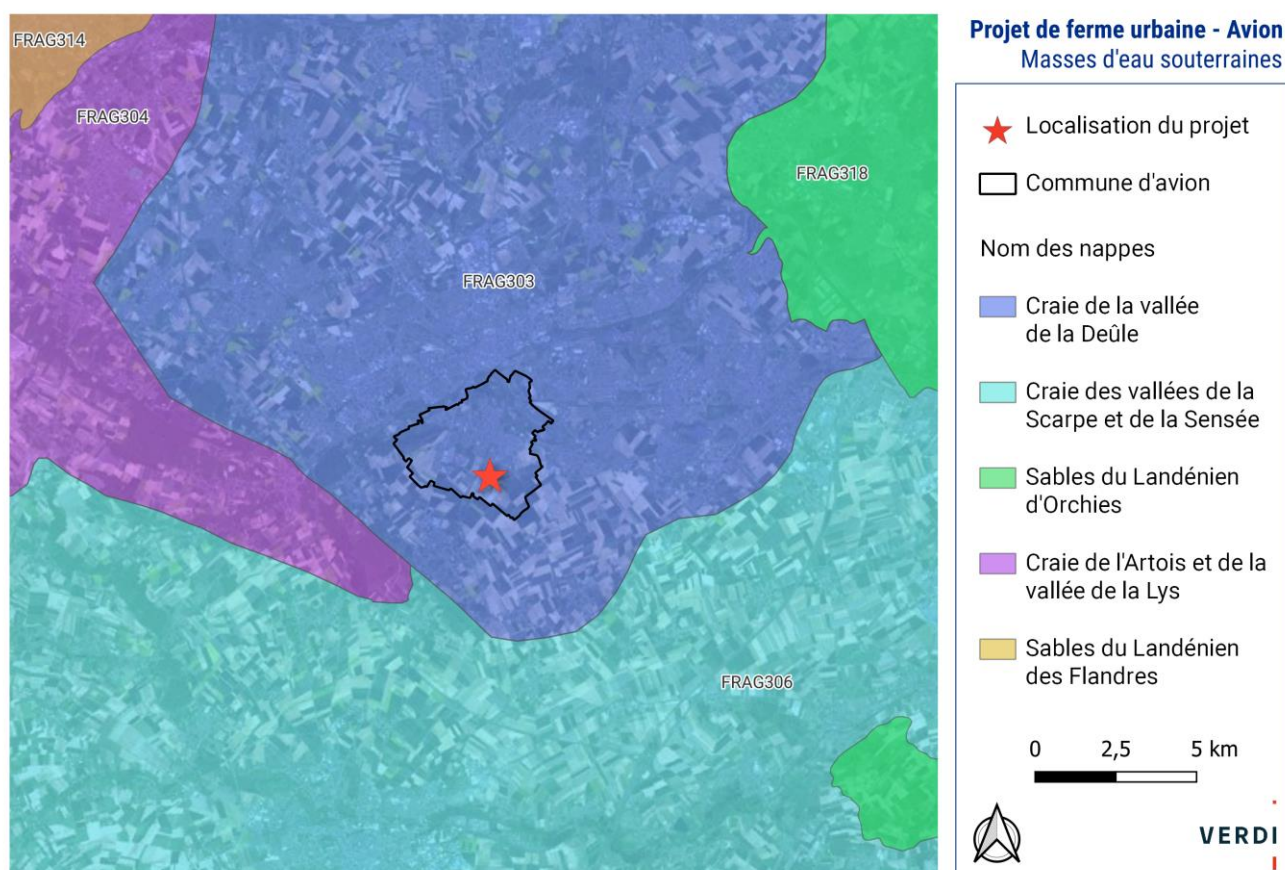 FRAG314
FRAG304
FRAG318
FRAG303
FRAG306
Projet de ferme urbaine - Avion
Masses d'eau souterraines
Localisation du projet
Commune d'avion
Nom des nappes
Craie de la vallée
de la Deûle
Craie des vallées de la
Scarpe et de la Sensée
Sables du Landénien
d'Orchies
Craie de l'Artois et de la
vallée de la Lys
Sables du Landénien
des Flandres
0 2,5 5 km
VERDI